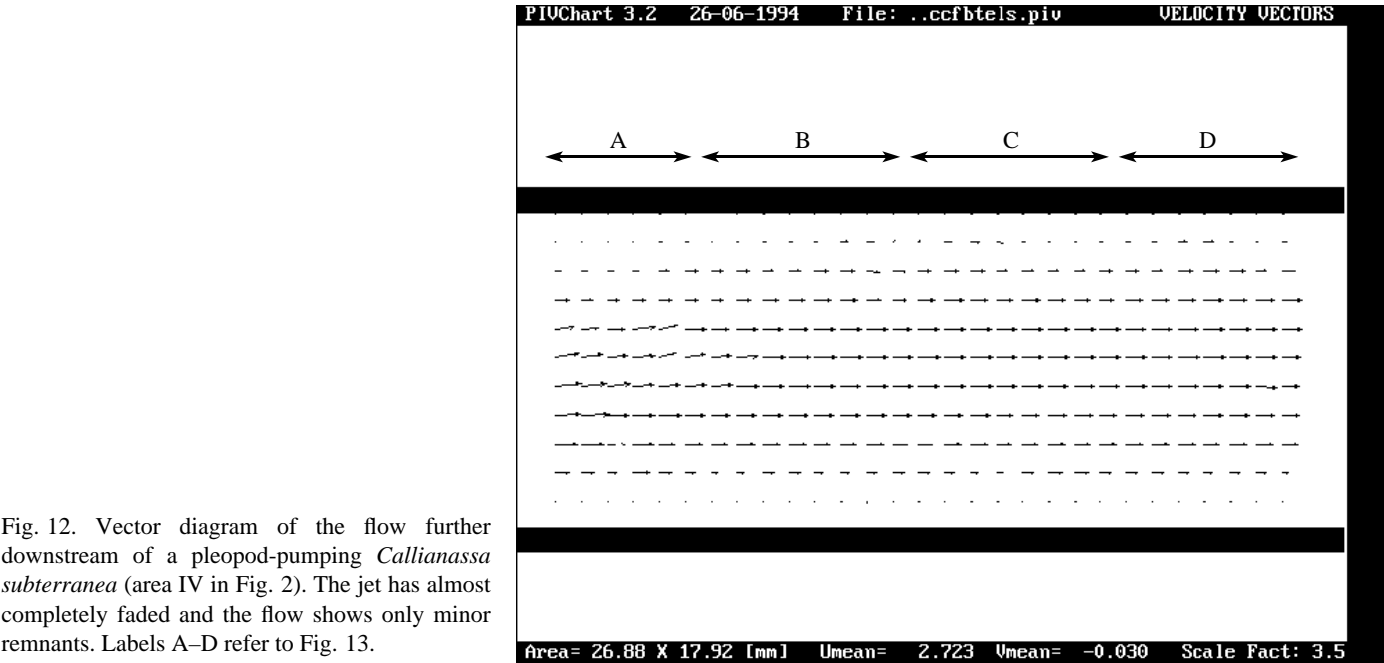 PIVChart 3.2 26-06-1994 File: ..ccfbtels.piv VELOCITY VECTORS
A B C D
Fig. 12. Vector diagram of the flow further
downstream of a pleopod-pumping Callianassa
subterranea (area IV in Fig. 2). The jet has almost
completely faded and the flow shows only minor
remnants. Labels A–D refer to Fig. 13.
Area= 26.88 X 17.92 [mm] Umean= 2.723 Vmean= -0.030 Scale Fact: 3.5